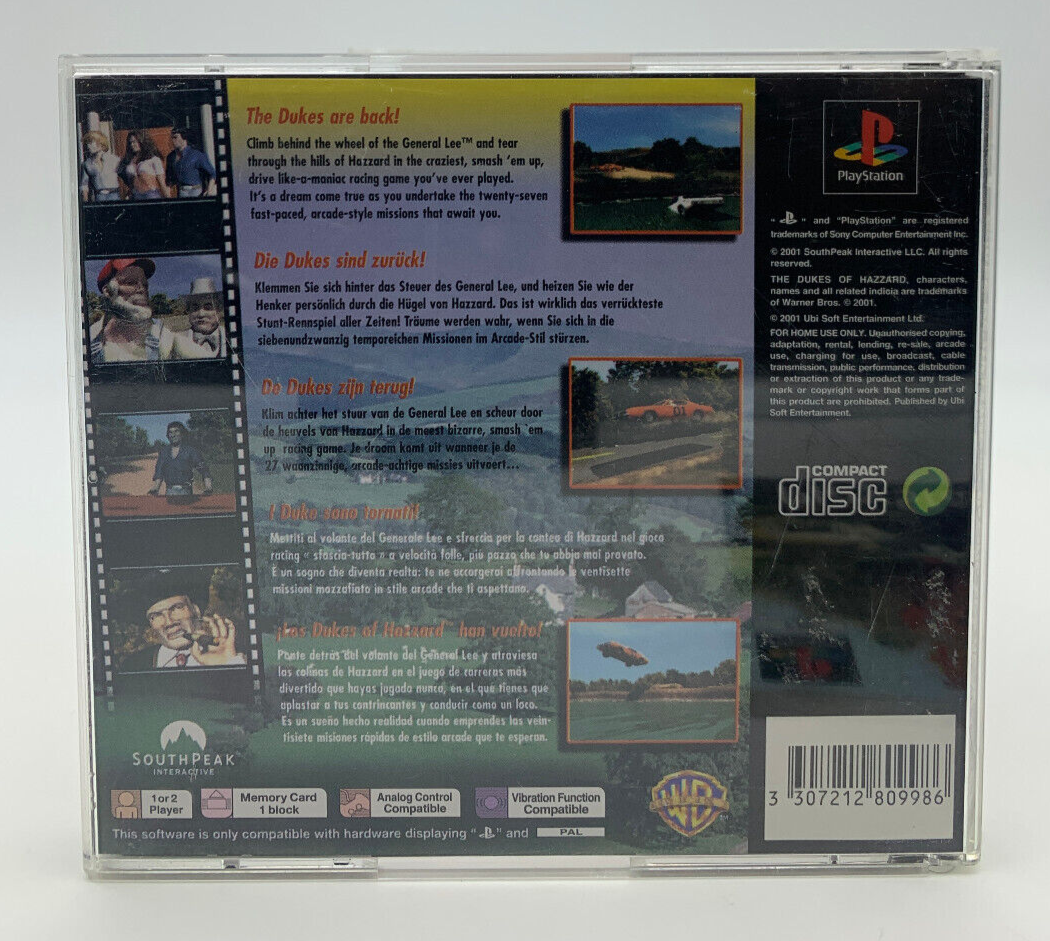 The Dukes are back!
Climb behind the wheel of the General Lee™ and tear
through the hills of Hazzard in the craziest, smash 'em up,
drive like-a-maniac racing game you've ever played.
It's a dream come true as you undertake the twenty-seven
fast-paced, arcade-style missions that await you.
Die Dukes sind zurück!
Klemmen Sie sich hinter das Steuer des General Lee, und heizen Sie wie der
Henker persönlich durch die Hügel von Hazzard. Das ist wirklich das verrückteste
Stunt-Rennspiel aller Zeiten! Träume werden wahr, wenn Sie sich in die
siebenundzwanzig temporeichen Missionen im Arcade-Stil stürzen.
De Dukes zijn terug!
Klim achter het stuur van de General Lee en scheur door
de heuvels van Hazzard in de meest bizarre, smash 'em
up racing game. Je droom komt uit wanneer je de
27 waanzinnige, arcade-achtige missies uitvoert...
I Duke sono tornati!
Mettiti al volante del Generale Lee e sfreccia per la contea di Hazzard nel gioco
racing « sfascia-tutto » a velocità folle, più pazzo che tu abbia mai provato.
È un sogno che diventa realtà: te ne accorgerai affrontando le ventisette
missioni mozzafiato in stile arcade che ti aspettano.
¡Los Dukes of Hazzard™ han vuelto!
Ponte detrás del volante del General Lee y atraviesa
las colinas de Hazzard en el juego de carreras más
divertido que hayas jugado nunca, en el que tienes que
aplastar a tus contrincantes y conducir como un loco.
Es un sueño hecho realidad cuando emprendes las vein-
tisiete misiones rápidas de estilo arcade que te esperan.
01
SOUTHPEAK
INTERACTIVE
1 or 2
Player
Memory Card
1 block
Analog Control
Compatible
Vibration Function
Compatible
This software is only compatible with hardware displaying " " and PAL
WB™
PlayStation
" " and "PlayStation" are registered
trademarks of Sony Computer Entertainment Inc.
© 2001 SouthPeak Interactive LLC. All rights
reserved.
THE DUKES OF HAZZARD, characters,
names and all related indicia are trademarks
of Warner Bros. © 2001.
© 2001 Ubi Soft Entertainment Ltd.
FOR HOME USE ONLY. Unauthorised copying,
adaptation, rental, lending, re-sale, arcade
use, charging for use, broadcast, cable
transmission, public performance, distribution
or extraction of this product or any trade-
mark or copyright work that forms part of
this product are prohibited. Published by Ubi
Soft Entertainment.
COMPACT
disc
3 307212 809986